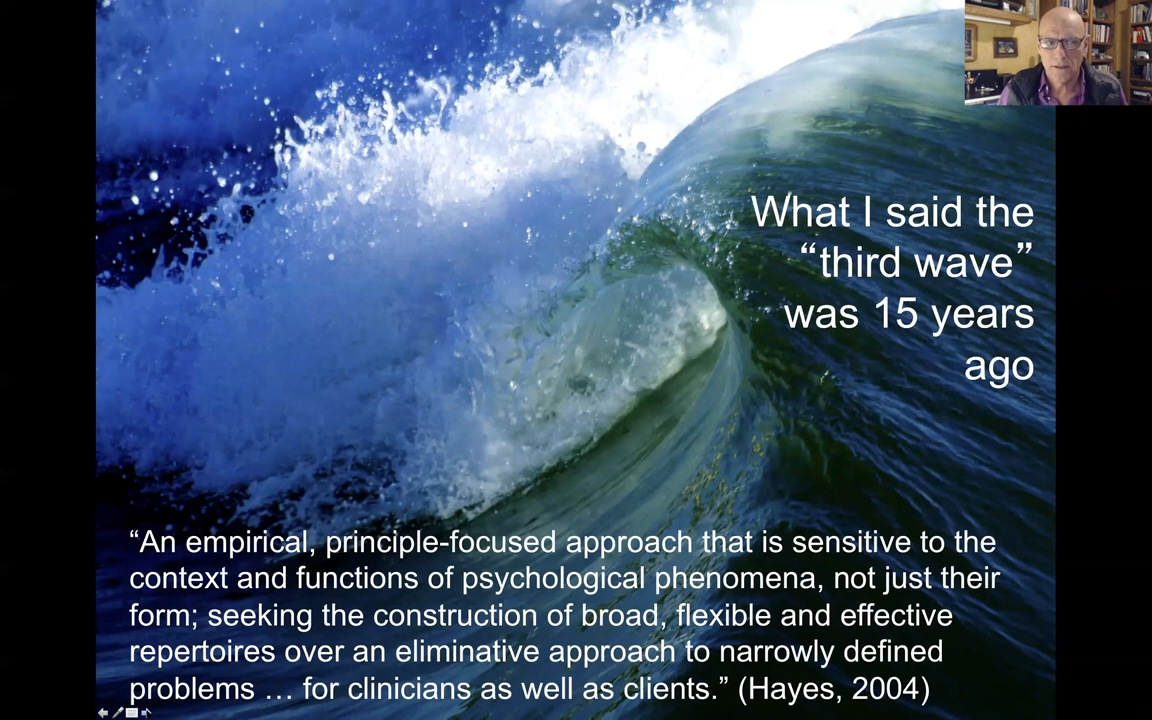 What I said the
“third wave”
was 15 years
ago
“An empirical, principle-focused approach that is sensitive to the
context and functions of psychological phenomena, not just their
form; seeking the construction of broad, flexible and effective
repertoires over an eliminative approach to narrowly defined
problems … for clinicians as well as clients.” (Hayes, 2004)